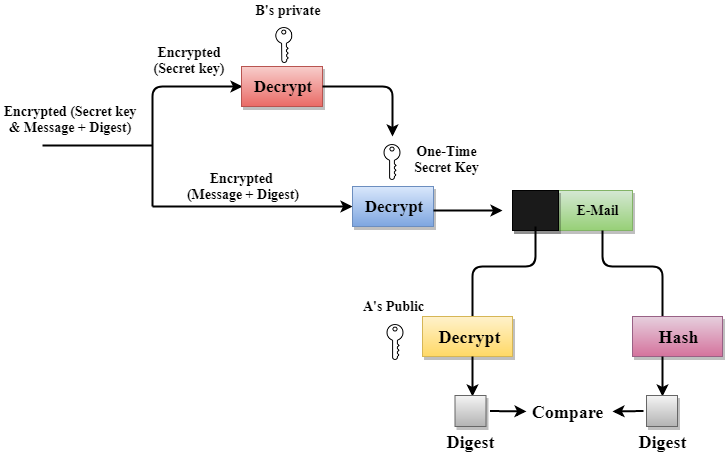 B's private
Encrypted
(Secret key)
Decrypt
Encrypted (Secret key
& Message + Digest)
One-Time
Secret Key
Encrypted
(Message + Digest)
Decrypt
E-Mail
A's Public
Decrypt
Hash
Compare
Digest
Digest